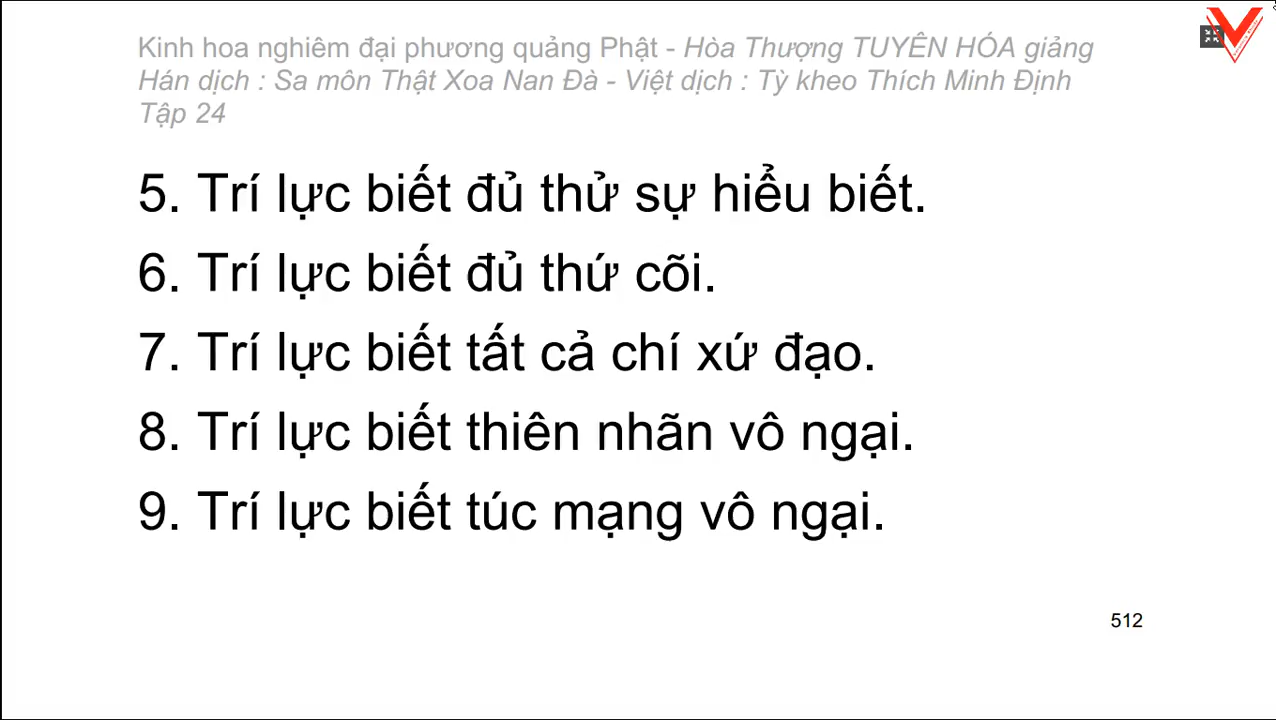 Kinh hoa nghiêm đại phương quảng Phật - Hòa Thượng TUYÊN HÓA giảng
Hán dịch : Sa môn Thật Xoa Nan Đà - Việt dịch : Tỳ kheo Thích Minh Định
Tập 24
5. Trí lực biết đủ thử sự hiểu biết.
6. Trí lực biết đủ thứ cõi.
7. Trí lực biết tất cả chí xứ đạo.
8. Trí lực biết thiên nhãn vô ngại.
9. Trí lực biết túc mạng vô ngại.
512